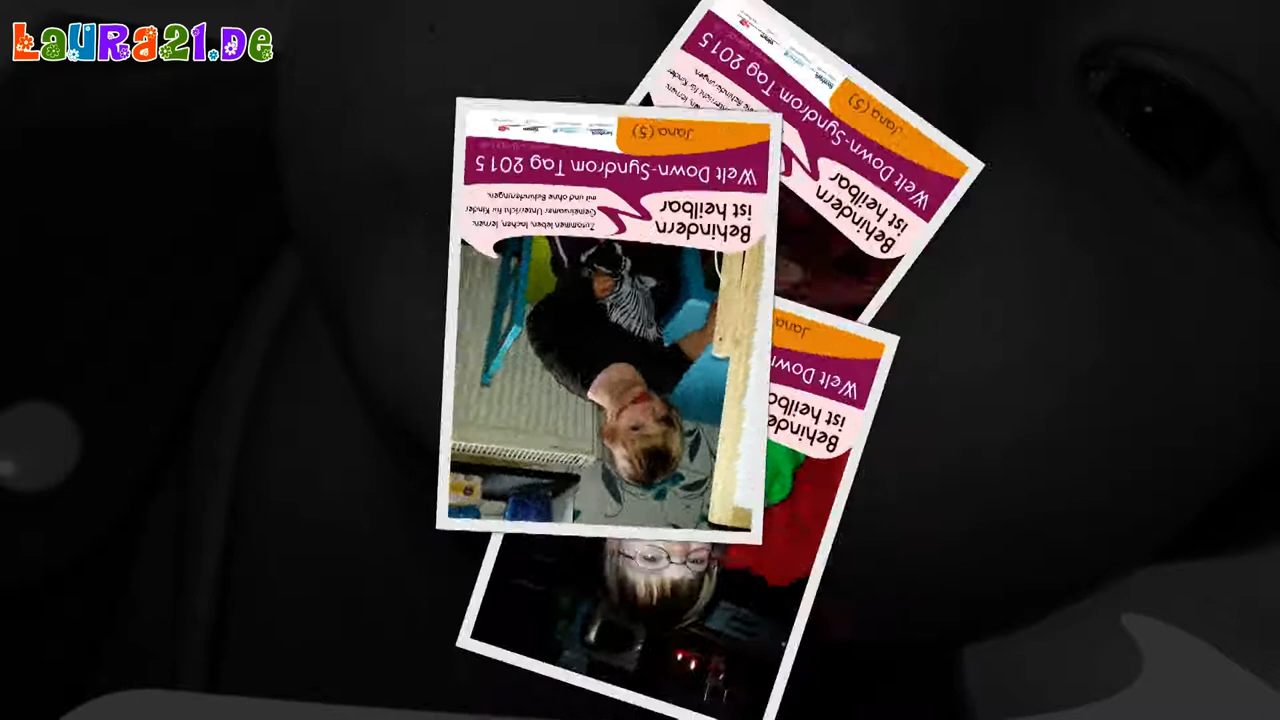 LaURa21.De
Behindern
ist heilbar
Zusammen leben, lachen, lernen.
Gemeinsamer Unterricht für Kinder
mit und ohne Behinderungen.
Welt Down-Syndrom Tag 2015
Jana (5)
Behindern
ist heilbar
Welt Down-Syndrom Tag 2015
Jana (5)
Behindern
ist heilbar
Welt Down
Jana